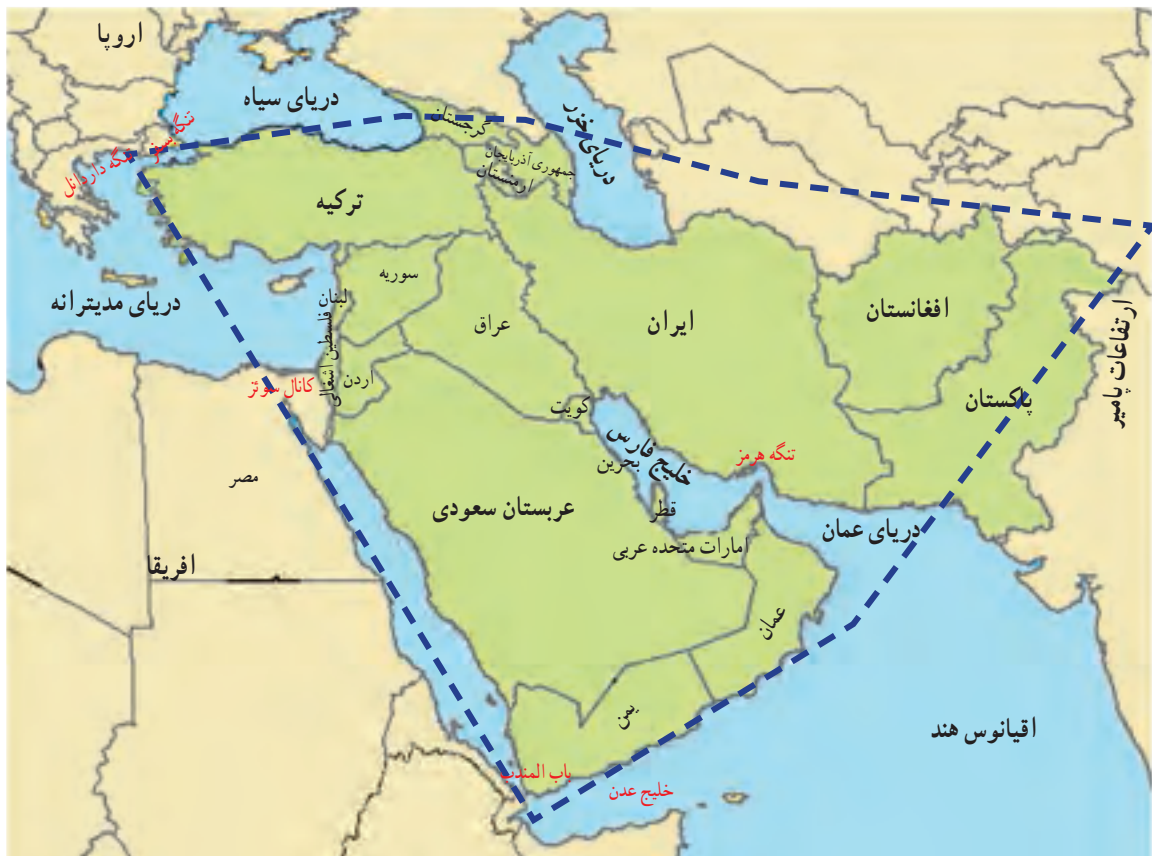 اروپا
دریای سیاه
تنگه بسفر
تنگه داردانل
گرجستان
دریای خزر
جمهوری آذربایجان
ارمنستان
ترکیه
سوریه
لبنان
فلسطین اشغالی
دریای مدیترانه
عراق
ایران
افغانستان
ارتفاعات پامیر
پاکستان
اردن
کانال سوئز
کویت
خلیج فارس
تنگه هرمز
بحرین
مصر
قطر
عربستان سعودی
دریای عمان
امارات متحده عربی
افریقا
عمان
یمن
اقیانوس هند
باب المندب
خلیج عدن